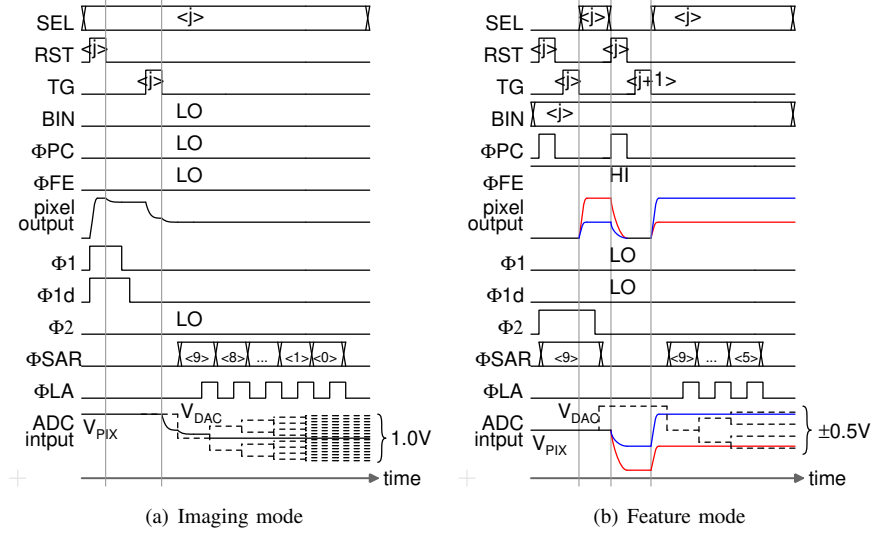 SEL <j>
RST <j>
TG <j>
BIN LO
ΦPC LO
ΦFE LO
pixel
output
Φ1
Φ1d
Φ2 LO
ΦSAR <9> <8> ... <1> <0>
ΦLA
ADC
intput
V_PIX
V_DAC
1.0V
time
(a) Imaging mode
SEL <j> <j>
RST <j> <j>
TG <j> <j+1>
BIN <j>
ΦPC
ΦFE HI
pixel
output
Φ1 LO
Φ1d LO
Φ2
ΦSAR <9> <9> ... <5>
ΦLA
ADC
intput
V_DAC
V_PIX
±0.5V
time
(b) Feature mode